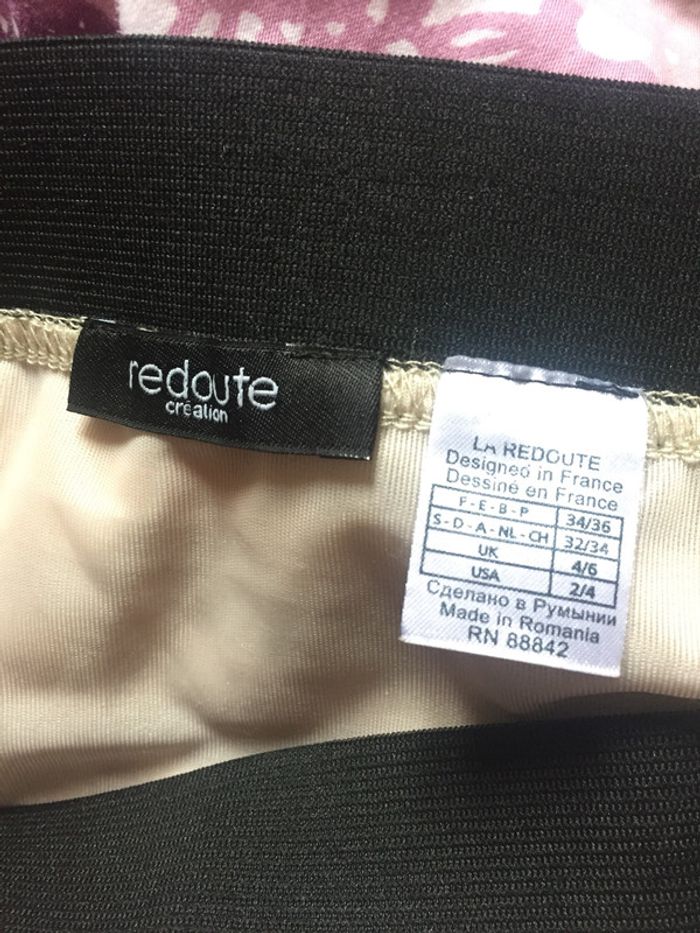 redoute
création
LA REDOUTE
Designed in France
Dessiné en France
F - E - B - P 34/36
S - D - A - NL - CH 32/34
UK 4/6
USA 2/4
Сделано в Румынии
Made in Romania
RN 88842